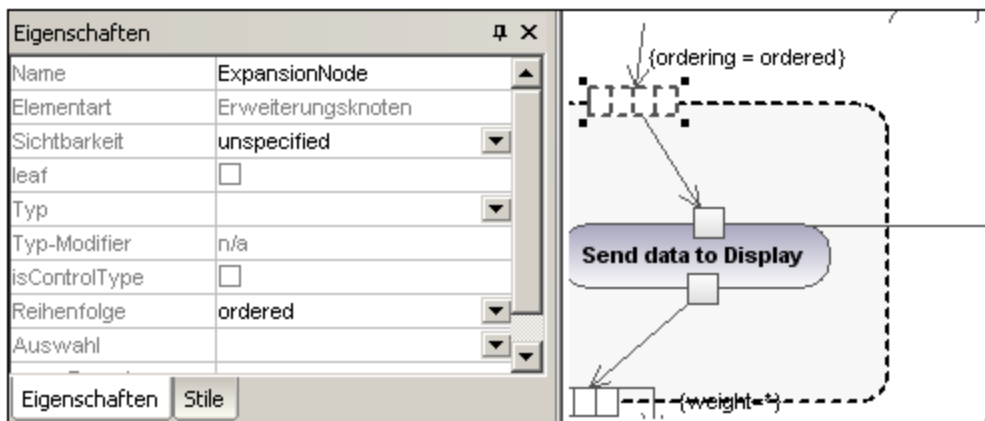 Eigenschaften
Name ExpansionNode
Elementart Erweiterungsknoten
Sichtbarkeit unspecified
leaf
Typ
Typ-Modifier n/a
isControlType
Reihenfolge ordered
Auswahl
Eigenschaften Stile
{ordering = ordered}
Send data to Display
{weight=*}